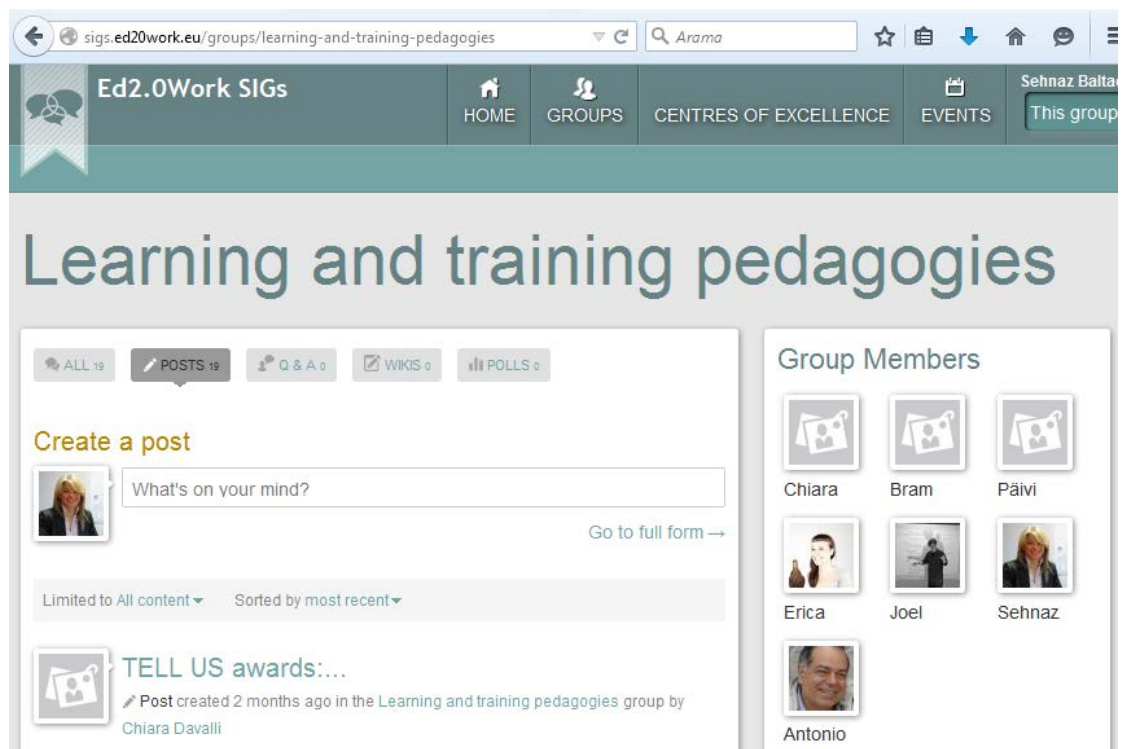 sigs.ed20work.eu/groups/learning-and-training-pedagogies
Arama
Ed2.0Work SIGs
HOME
GROUPS
CENTRES OF EXCELLENCE
EVENTS
Sehnaz
This group
Learning and training pedagogies
ALL 19
POSTS 19
Q & A 0
WIKIS 0
POLLS 0
Create a post
What's on your mind?
Go to full form →
Limited to All content Sorted by most recent
TELL US awards:...
Post created 2 months ago in the Learning and training pedagogies group by
Chiara Davalli
Group Members
Chiara Bram Päivi
Erica Joel Sehnaz
Antonio